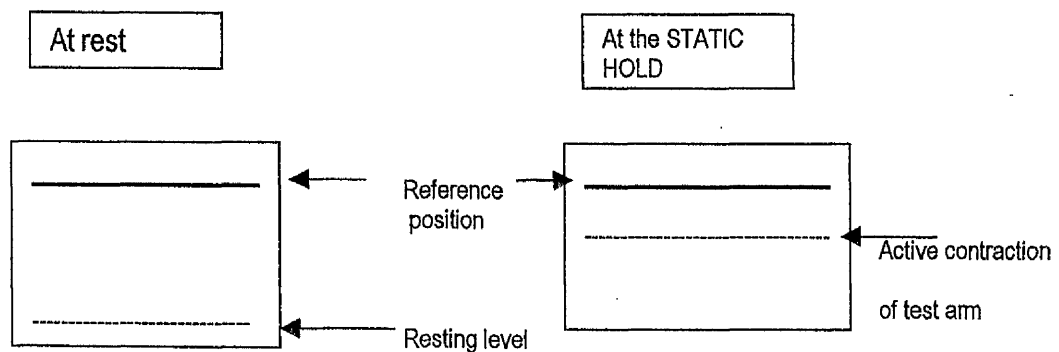 At rest
At the STATIC
HOLD
Reference
position
Active contraction
of test arm
Resting level